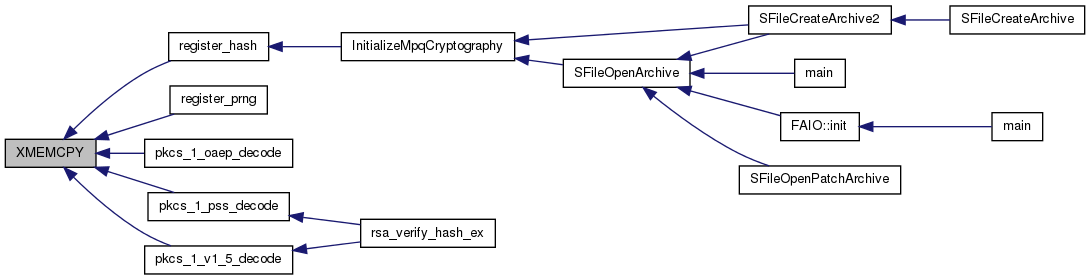 SFileCreateArchive2
SFileCreateArchive
register_hash
InitializeMpqCryptography
SFileOpenArchive
main
register_prng
FAIO::init
main
XMEMCPY
pkcs_1_oaep_decode
SFileOpenPatchArchive
pkcs_1_pss_decode
rsa_verify_hash_ex
pkcs_1_v1_5_decode